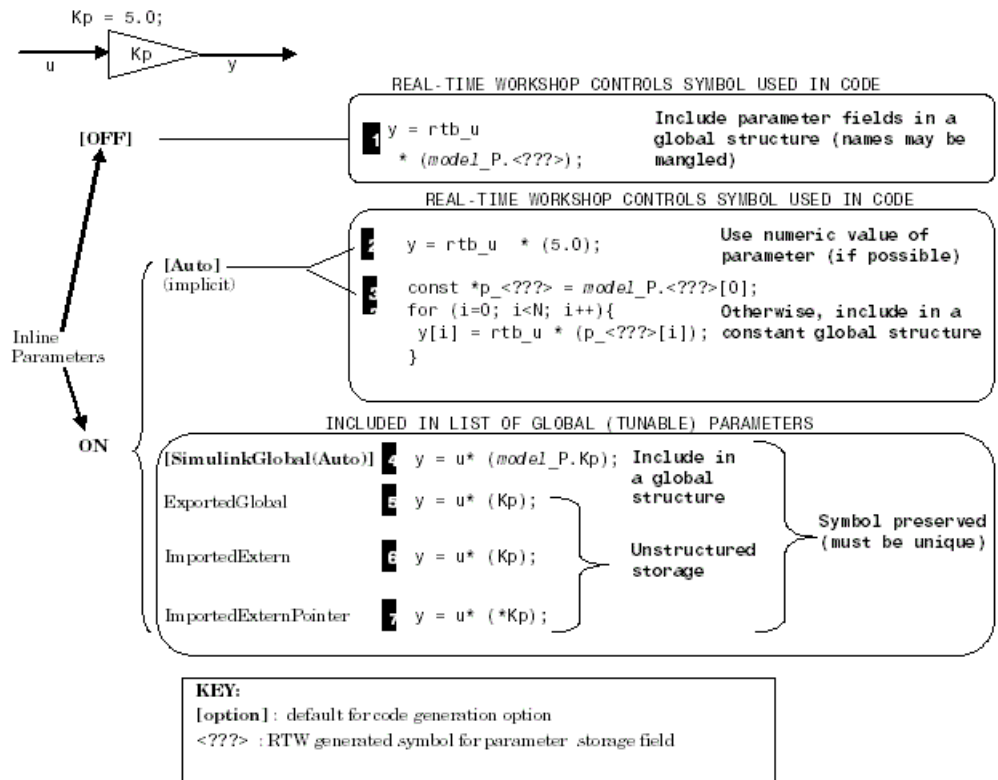 Kp = 5.0;
Kp
u
y
REAL-TIME WORKSHOP CONTROLS SYMBOL USED IN CODE
[OFF]
1
y = rtb_u
* (model_P.<???>);
Include parameter fields in a
global structure (names may be
mangled)
REAL-TIME WORKSHOP CONTROLS SYMBOL USED IN CODE
[Auto]
(implicit)
2
y = rtb_u * (5.0);
Use numeric value of
parameter (if possible)
3
const *p_<???> = model_P.<???>[0];
for (i=0; i<N; i++){
y[i] = rtb_u * (p_<???>[i]);
}
Otherwise, include in a
constant global structure
Inline
Parameters
ON
INCLUDED IN LIST OF GLOBAL (TUNABLE) PARAMETERS
[SimulinkGlobal(Auto)] 4 y = u* (model_P.Kp);
Include in
a global
structure
ExportedGlobal 5 y = u* (Kp);
ImportedExtern 6 y = u* (Kp);
Unstructured
storage
Symbol preserved
(must be unique)
ImportedExternPointer 7 y = u* (*Kp);
KEY:
[option] : default for code generation option
<???> : RTW generated symbol for parameter storage field